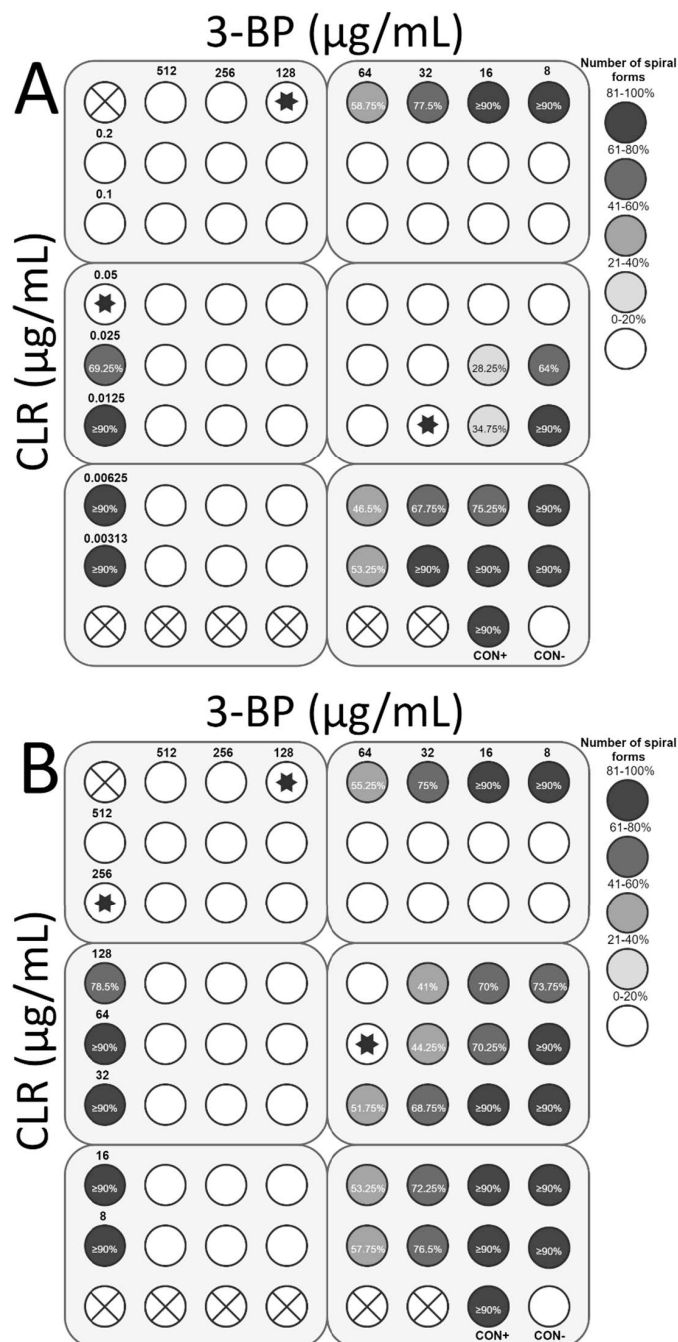 3-BP (µg/mL)
A
512 256 128 64 32 16 8
Number of spiral
forms
81-100%
58.75% 77.5% ≥90% ≥90%
61-80%
0.2
41-60%
0.1
21-40%
CLR (µg/mL)
0.05
0-20%
0.025
69.25% 28.25% 64%
0.0125
≥90% 34.75% ≥90%
0.00625
≥90% 46.5% 67.75% 75.25% ≥90%
0.00313
≥90% 53.25% ≥90% ≥90% ≥90%
≥90%
CON+ CON-
3-BP (µg/mL)
B
512 256 128 64 32 16 8
Number of spiral
forms
81-100%
55.25% 75% ≥90% ≥90%
61-80%
512
41-60%
256
21-40%
CLR (µg/mL)
128
0-20%
78.5% 41% 70% 73.75%
64
≥90% 44.25% 70.25% ≥90%
32
≥90% 51.75% 68.75% ≥90% ≥90%
16
≥90% 53.25% 72.25% ≥90% ≥90%
8
≥90% 57.75% 76.5% ≥90% ≥90%
≥90%
CON+ CON-